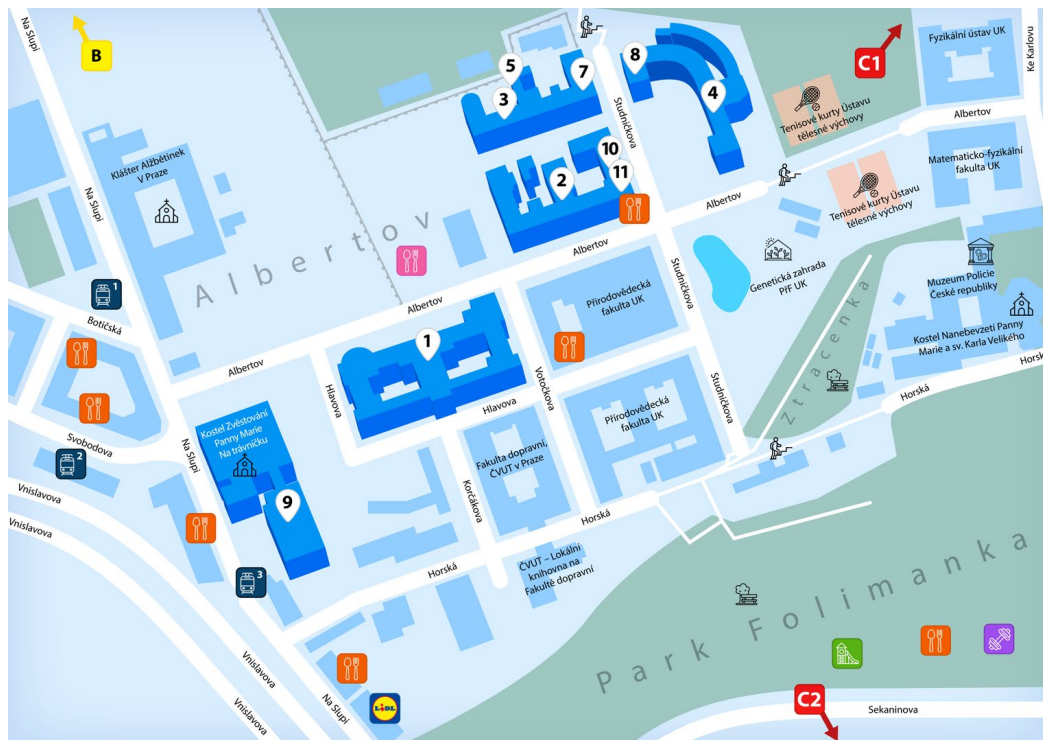 Na Slupi
B
5
7
3
8
4
C1
Fyzikální ústav UK
Ke Karlovu
Studničkova
Tenisové kurty Ústavu
tělesné výchovy
Albertov
Klášter Alžbětinek
V Praze
Matematicko-fyzikální
fakulta UK
10
11
2
Tenisové kurty Ústavu
tělesné výchovy
Albertov
Na Slupi
Albertov
Albertov
Genetická zahrada
PřF UK
Muzeum Policie
České republiky
1
Botičská
Albertov
Přírodovědecká
fakulta UK
Studničkova
Ztracenka
Kostel Nanebevzetí Panny
Marie a sv. Karla Velikého
Horská
1
Albertov
Hlavova
Votočkova
Studničkova
Horská
Hlavova
Přírodovědecká
fakulta UK
Kostel Zvěstování
Panny Marie
Na trávníčku
Svobodova
Na Slupi
2
Fakulta dopravní,
ČVUT v Praze
Vnislavova
Vnislavova
9
Korčákova
Horská
3
Horská
ČVUT – Lokální
knihovna na
Fakultě dopravní
Park Folimanka
Vnislavova
Vnislavova
Na Slupi
LIDL
C2
Sekaninova